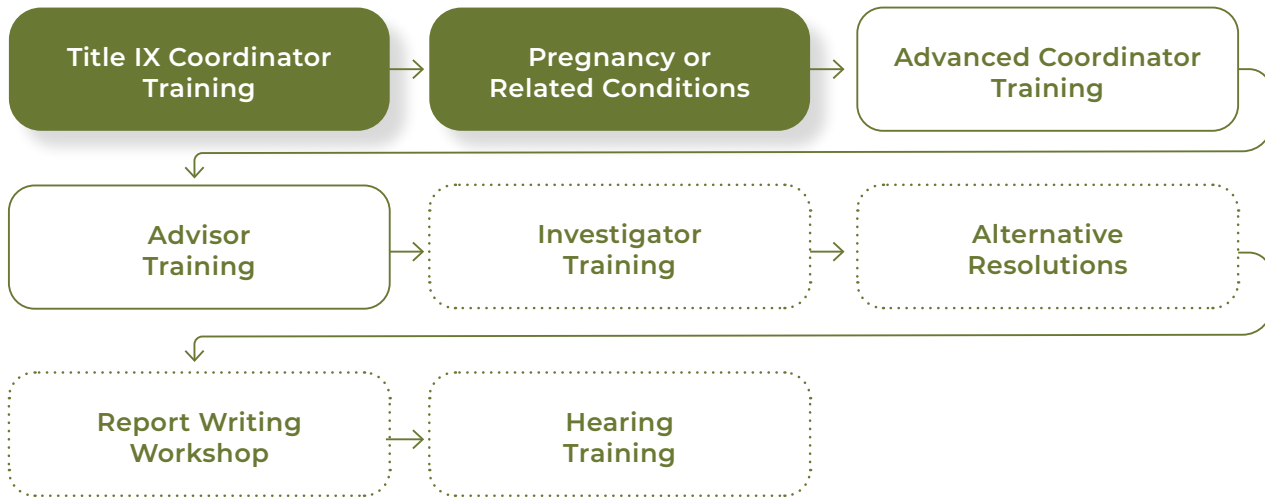 Title IX Coordinator
Training
Pregnancy or
Related Conditions
Advanced Coordinator
Training
Advisor
Training
Investigator
Training
Alternative
Resolutions
Report Writing
Workshop
Hearing
Training